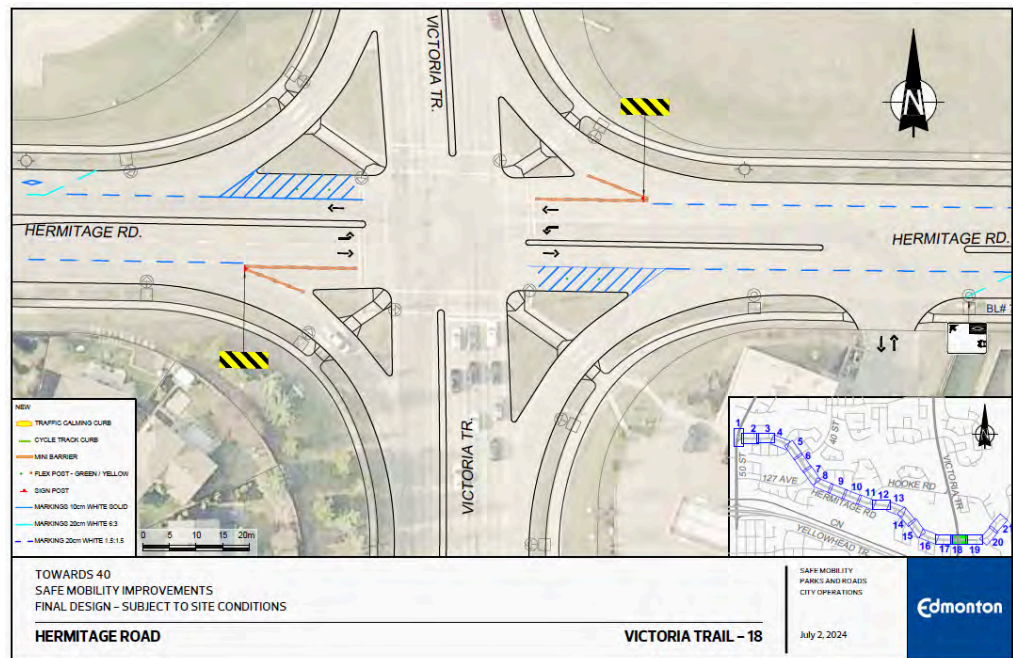 VICTORIA TR.
N
HERMITAGE RD.
HERMITAGE RD.
BL#
VICTORIA TR.
NEW
TRAFFIC CALMING CURB
CYCLE TRACK CURB
MINI BARRIER
FLEX POST - GREEN / YELLOW
SIGN POST
MARKINGS 10cm WHITE SOLID
MARKINGS 20cm WHITE 6:3
MARKING 20cm WHITE 1.5:1.5
0 5 10 15 20m
1 2 3 4 5 6 7 8 9 10 11 12 13 14 15 16 17 18 19 20 21
50 ST
40 ST
127 AVE
HOOKE RD
VICTORIA TR
HERMITAGE RD
CN
YELLOWHEAD TR.
N
TOWARDS 40
SAFE MOBILITY IMPROVEMENTS
FINAL DESIGN – SUBJECT TO SITE CONDITIONS
HERMITAGE ROAD
VICTORIA TRAIL – 18
SAFE MOBILITY
PARKS AND ROADS
CITY OPERATIONS
July 2, 2024
Edmonton